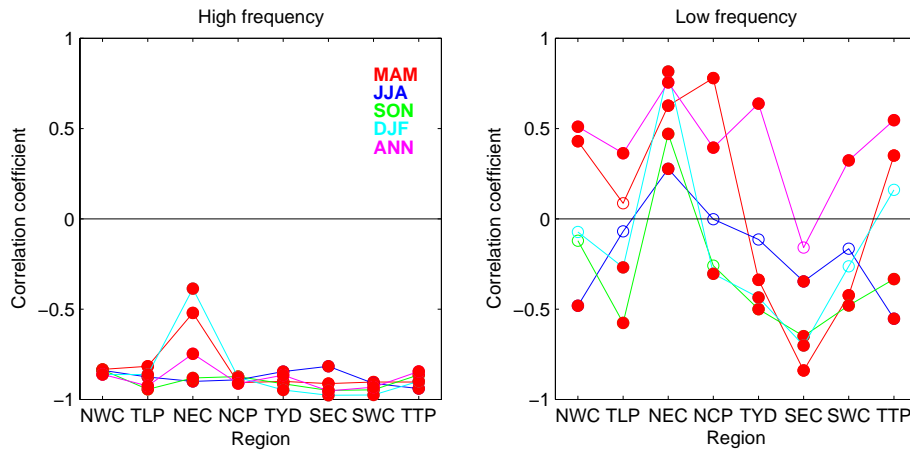 High frequency
Correlation coefficient
1
0.5
0
−0.5
−1
MAM
JJA
SON
DJF
ANN
NWC TLP NEC NCP TYD SEC SWC TTP
Region
Low frequency
Correlation coefficient
1
0.5
0
−0.5
−1
NWC TLP NEC NCP TYD SEC SWC TTP
Region